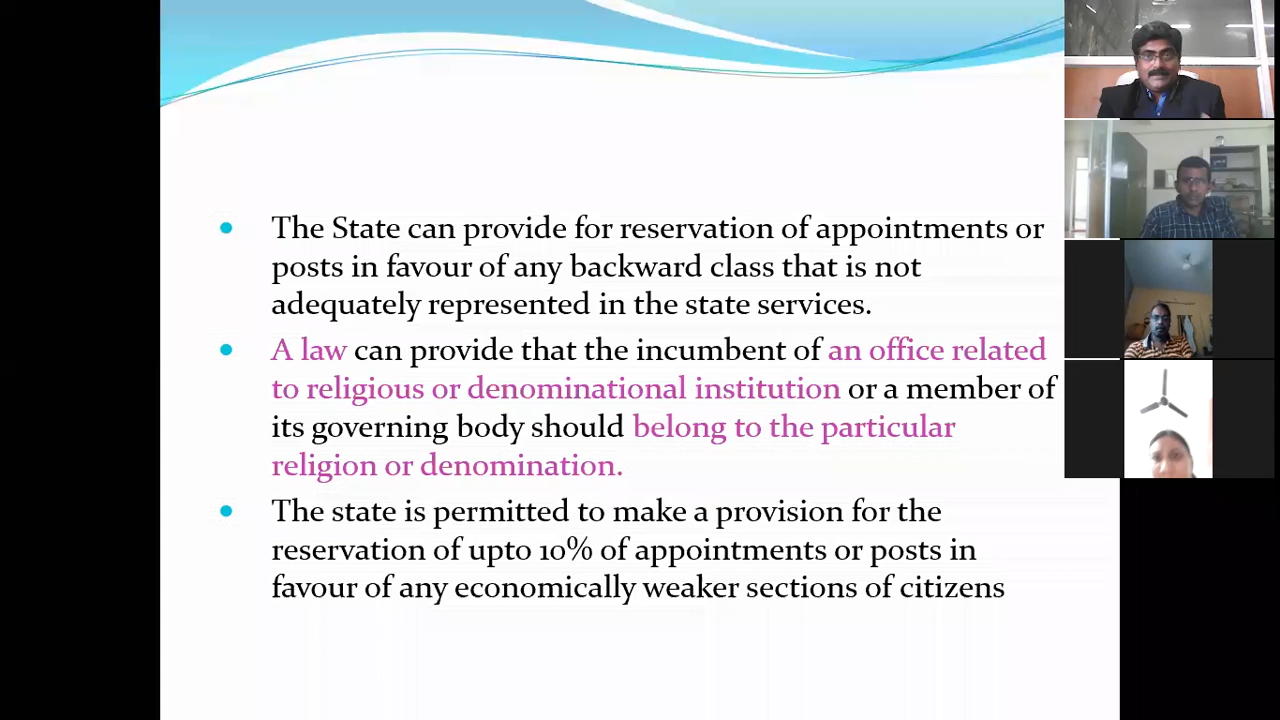 The State can provide for reservation of appointments or
posts in favour of any backward class that is not
adequately represented in the state services.
A law can provide that the incumbent of an office related
to religious or denominational institution or a member of
its governing body should belong to the particular
religion or denomination.
The state is permitted to make a provision for the
reservation of upto 10% of appointments or posts in
favour of any economically weaker sections of citizens